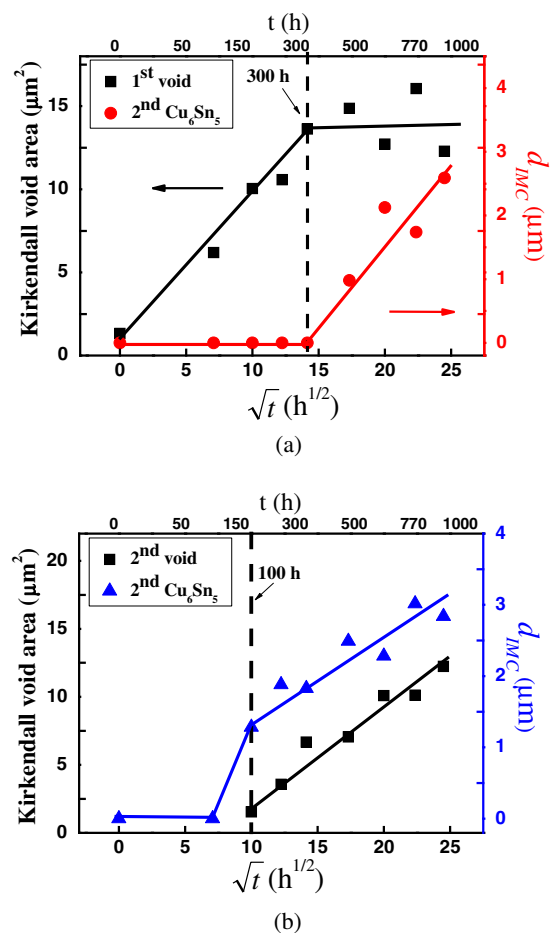 t (h)
0 50 100 150 300 500 770 1000
1st void
2nd Cu6Sn5
300 h
Kirkendall void area (μm2)
15
10
5
0
4
3
2
1
0
dIMC (μm)
0 5 10 15 20 25
√t (h1/2)
(a)
t (h)
0 50 100 150 300 500 770 1000
2nd void
2nd Cu6Sn5
100 h
Kirkendall void area (μm2)
20
15
10
5
0
4
3
2
1
0
dIMC (μm)
0 5 10 15 20 25
√t (h1/2)
(b)